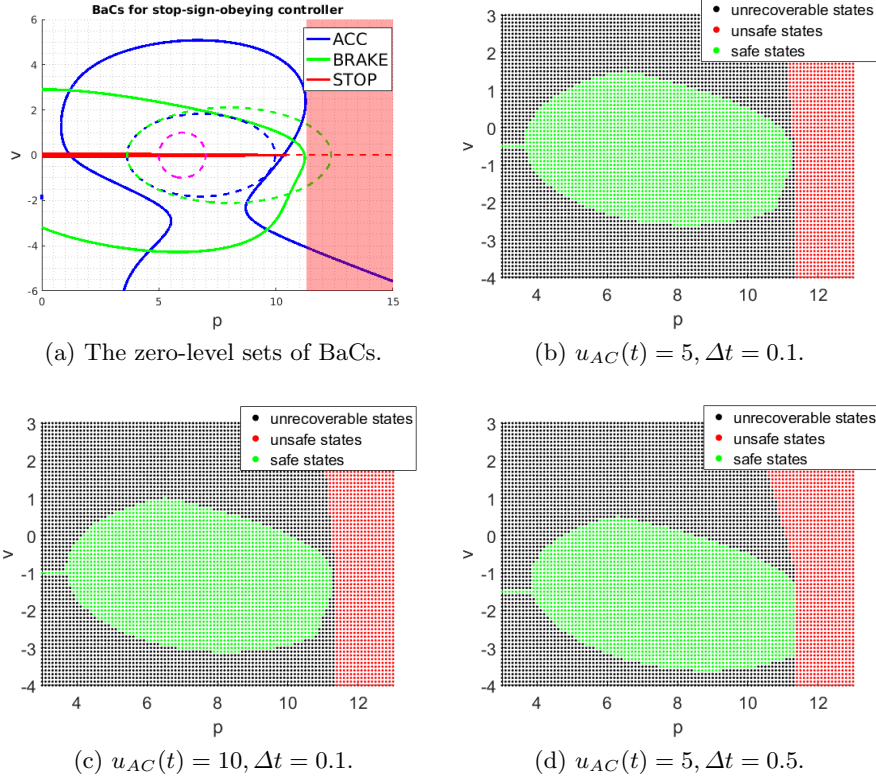 BaCs for stop-sign-obeying controller
6
4
2
0
-2
-4
-6
v
0
5
10
15
p
ACC
BRAKE
STOP
(a) The zero-level sets of BaCs.
unrecoverable states
unsafe states
safe states
3
2
1
0
-1
-2
-3
-4
v
4
6
8
10
12
p
(b) u_{AC}(t) = 5, Δt = 0.1.
unrecoverable states
unsafe states
safe states
3
2
1
0
-1
-2
-3
-4
v
4
6
8
10
12
p
(c) u_{AC}(t) = 10, Δt = 0.1.
unrecoverable states
unsafe states
safe states
3
2
1
0
-1
-2
-3
-4
v
4
6
8
10
12
p
(d) u_{AC}(t) = 5, Δt = 0.5.